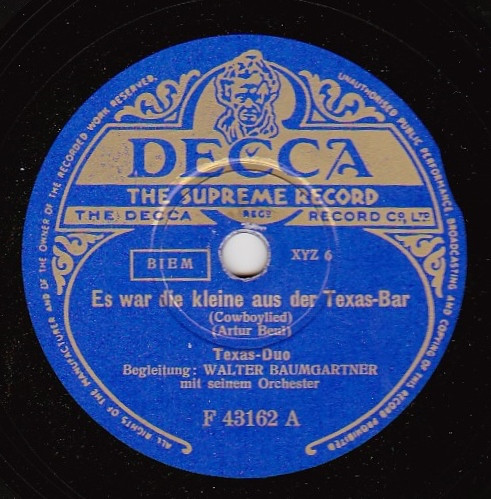 ALL RIGHTS OF THE MANUFACTURER AND OF THE OWNER OF THE RECORDED WORK RESERVED.
UNAUTHORISED PUBLIC PERFORMANCE, BROADCASTING AND COPYING OF THIS RECORD PROHIBITED
DECCA
THE SUPREME RECORD
THE DECCA REGD RECORD CO., LTD.
BIEM XYZ 6
Es war die kleine aus der Texas-Bar
(Cowboylied)
(Artur Beul)
Texas-Duo
Begleitung: WALTER BAUMGARTNER
mit seinem Orchester
F 43162 A